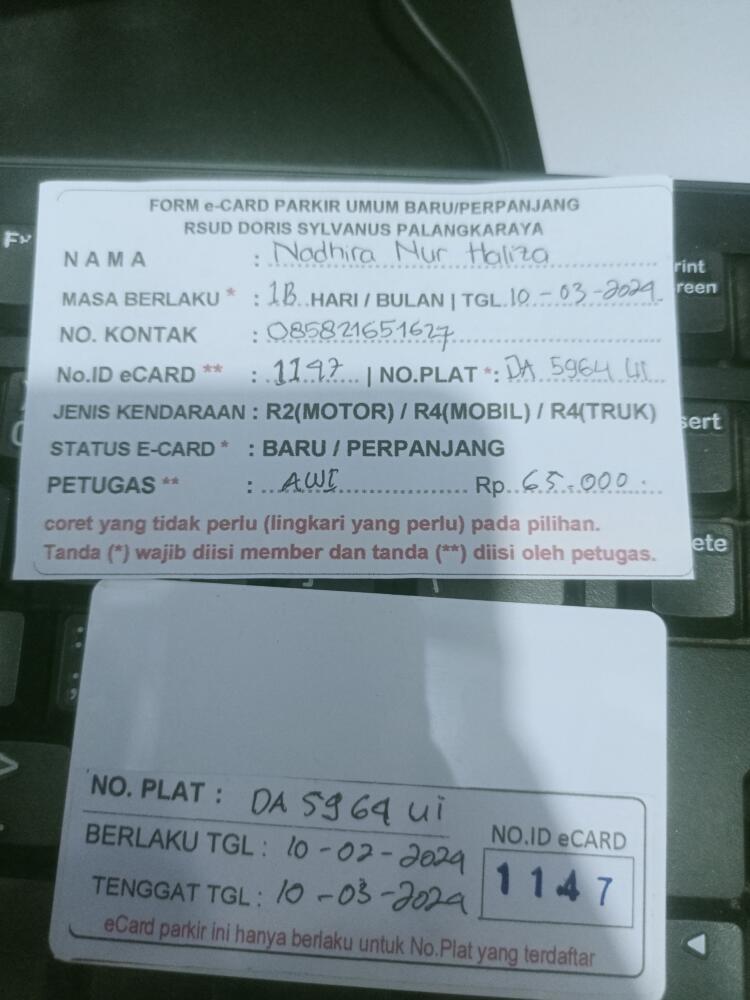 FORM e-CARD PARKIR UMUM BARU/PERPANJANG
RSUD DORIS SYLVANUS PALANGKARAYA
NAMA : Nadhira Nur Haliza
MASA BERLAKU * : 1B HARI / BULAN | TGL. 10-03-2024
NO. KONTAK : 085821651627
No.ID eCARD ** : 1147 | NO.PLAT *: DA 5964 UI
JENIS KENDARAAN : R2(MOTOR) / R4(MOBIL) / R4(TRUK)
STATUS E-CARD * : BARU / PERPANJANG
PETUGAS ** : AWI Rp. 65.000
coret yang tidak perlu (lingkari yang perlu) pada pilihan.
Tanda (*) wajib diisi member dan tanda (**) diisi oleh petugas.
NO. PLAT : DA 5964 UI
BERLAKU TGL : 10-02-2024
TENGGAT TGL : 10-03-2024
NO.ID eCARD
1147
eCard parkir ini hanya berlaku untuk No.Plat yang terdaftar